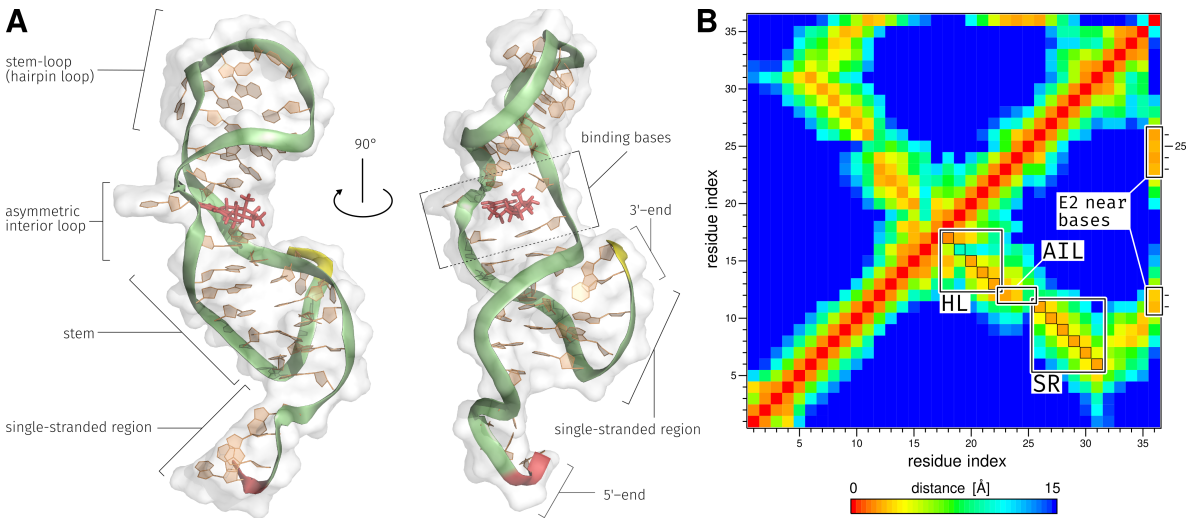 A
stem-loop
(hairpin loop)
asymmetric
interior loop
stem
single-stranded region
90°
binding bases
3'-end
single-stranded region
5'-end
B
residue index
35
30
25
20
15
10
5
5
10
15
20
25
30
35
residue index
25
E2 near
bases
AIL
HL
SR
0
distance [Å]
15